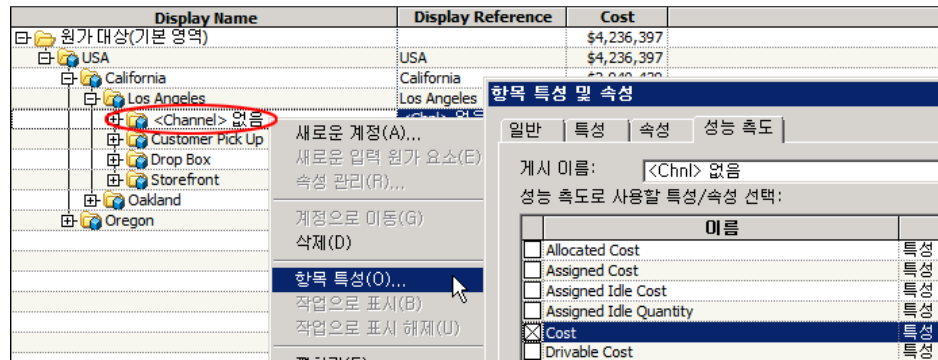 Display Name Display Reference Cost
원가 대상(기본 영역) $4,236,397
USA USA $4,236,397
California California
Los Angeles Los Angeles
<Channel> 없음
Customer Pick Up
Drop Box
Storefront
Oakland
Oregon
새로운 계정(A)...
새로운 입력 원가 요소(E)
속성 관리(R)...
계정으로 이동(G)
삭제(D)
항목 특성(O)...
작업으로 표시(B)
작업으로 표시 해제(U)
항목 특성 및 속성
일반 특성 속성 성능 측도
게시 이름: <Chnl> 없음
성능 측도로 사용할 특성/속성 선택:
이름
Allocated Cost 특성
Assigned Cost 특성
Assigned Idle Cost 특성
Assigned Idle Quantity 특성
Cost 특성
Drivable Cost 특성